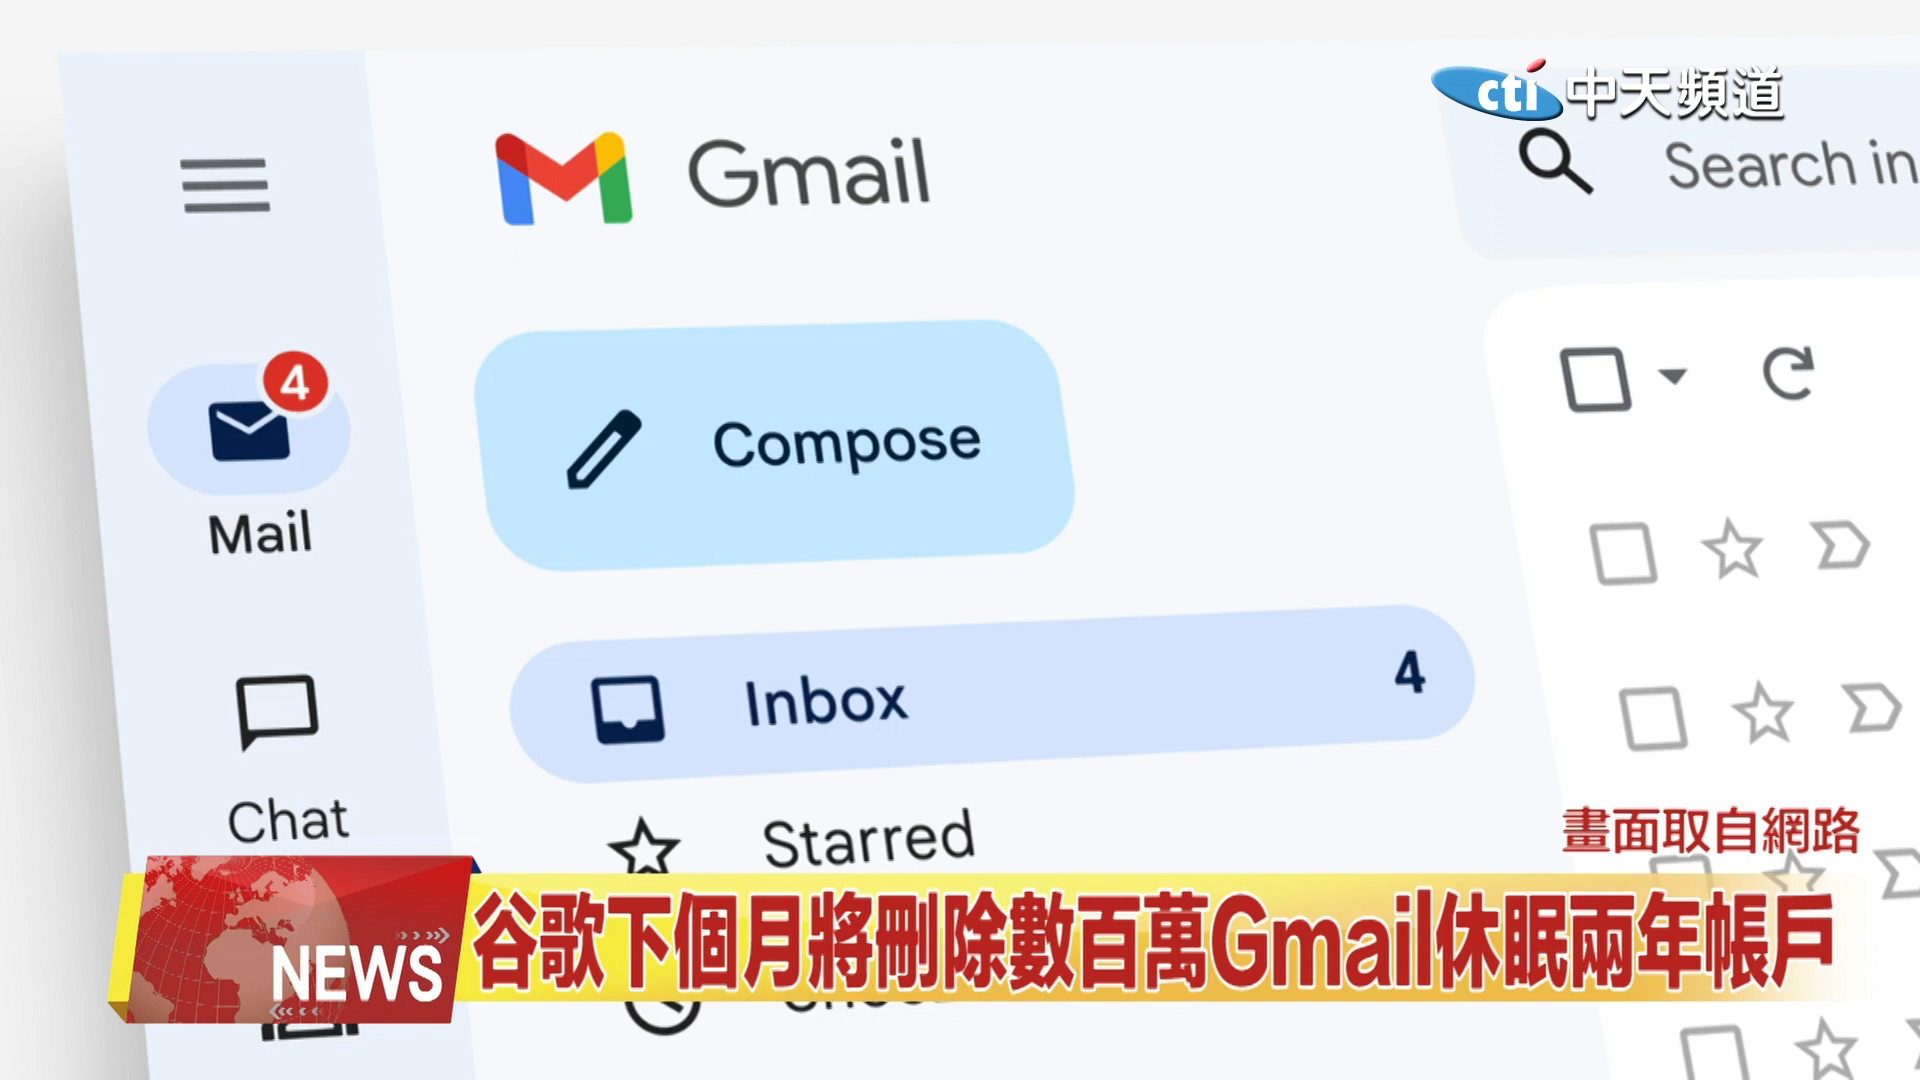 cti 中天頻道
Gmail
Search in
4
Mail
Compose
Inbox
4
Chat
Starred
畫面取自網路
NEWS
谷歌下個月將刪除數百萬Gmail休眠兩年帳戶